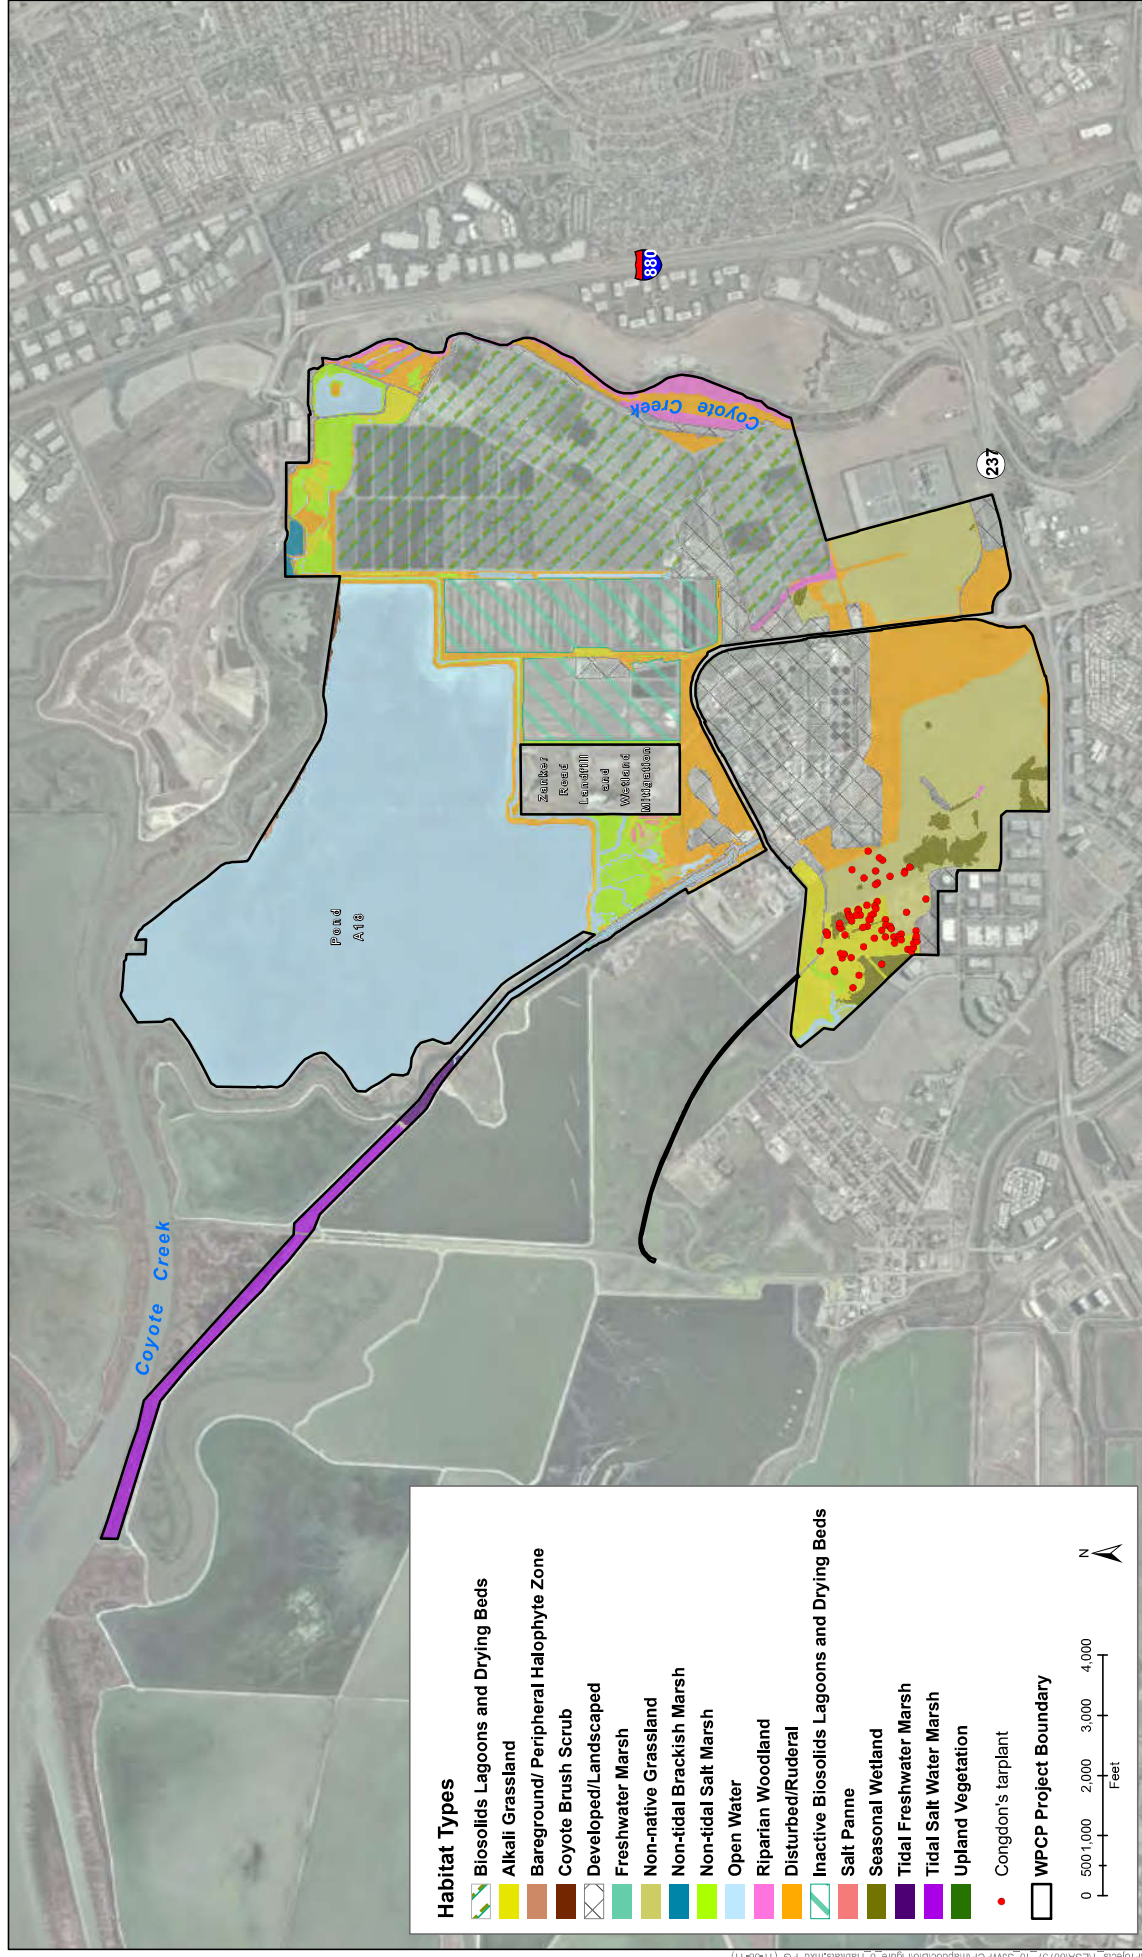 Habitat Types
Biosolids Lagoons and Drying Beds
Alkali Grassland
Bareground/ Peripheral Halophyte Zone
Coyote Brush Scrub
Developed/Landscaped
Freshwater Marsh
Non-native Grassland
Non-tidal Brackish Marsh
Non-tidal Salt Marsh
Open Water
Riparian Woodland
Disturbed/Ruderal
Inactive Biosolids Lagoons and Drying Beds
Salt Panne
Seasonal Wetland
Tidal Freshwater Marsh
Tidal Salt Water Marsh
Upland Vegetation
Congdon's tarplant
WPCP Project Boundary
0 500 1,000 2,000 3,000 4,000
Feet
N
Coyote Creek
Pond
A18
Zanker
Road
Landfill
and
Wetland
Mitigation
Coyote Creek
880
237